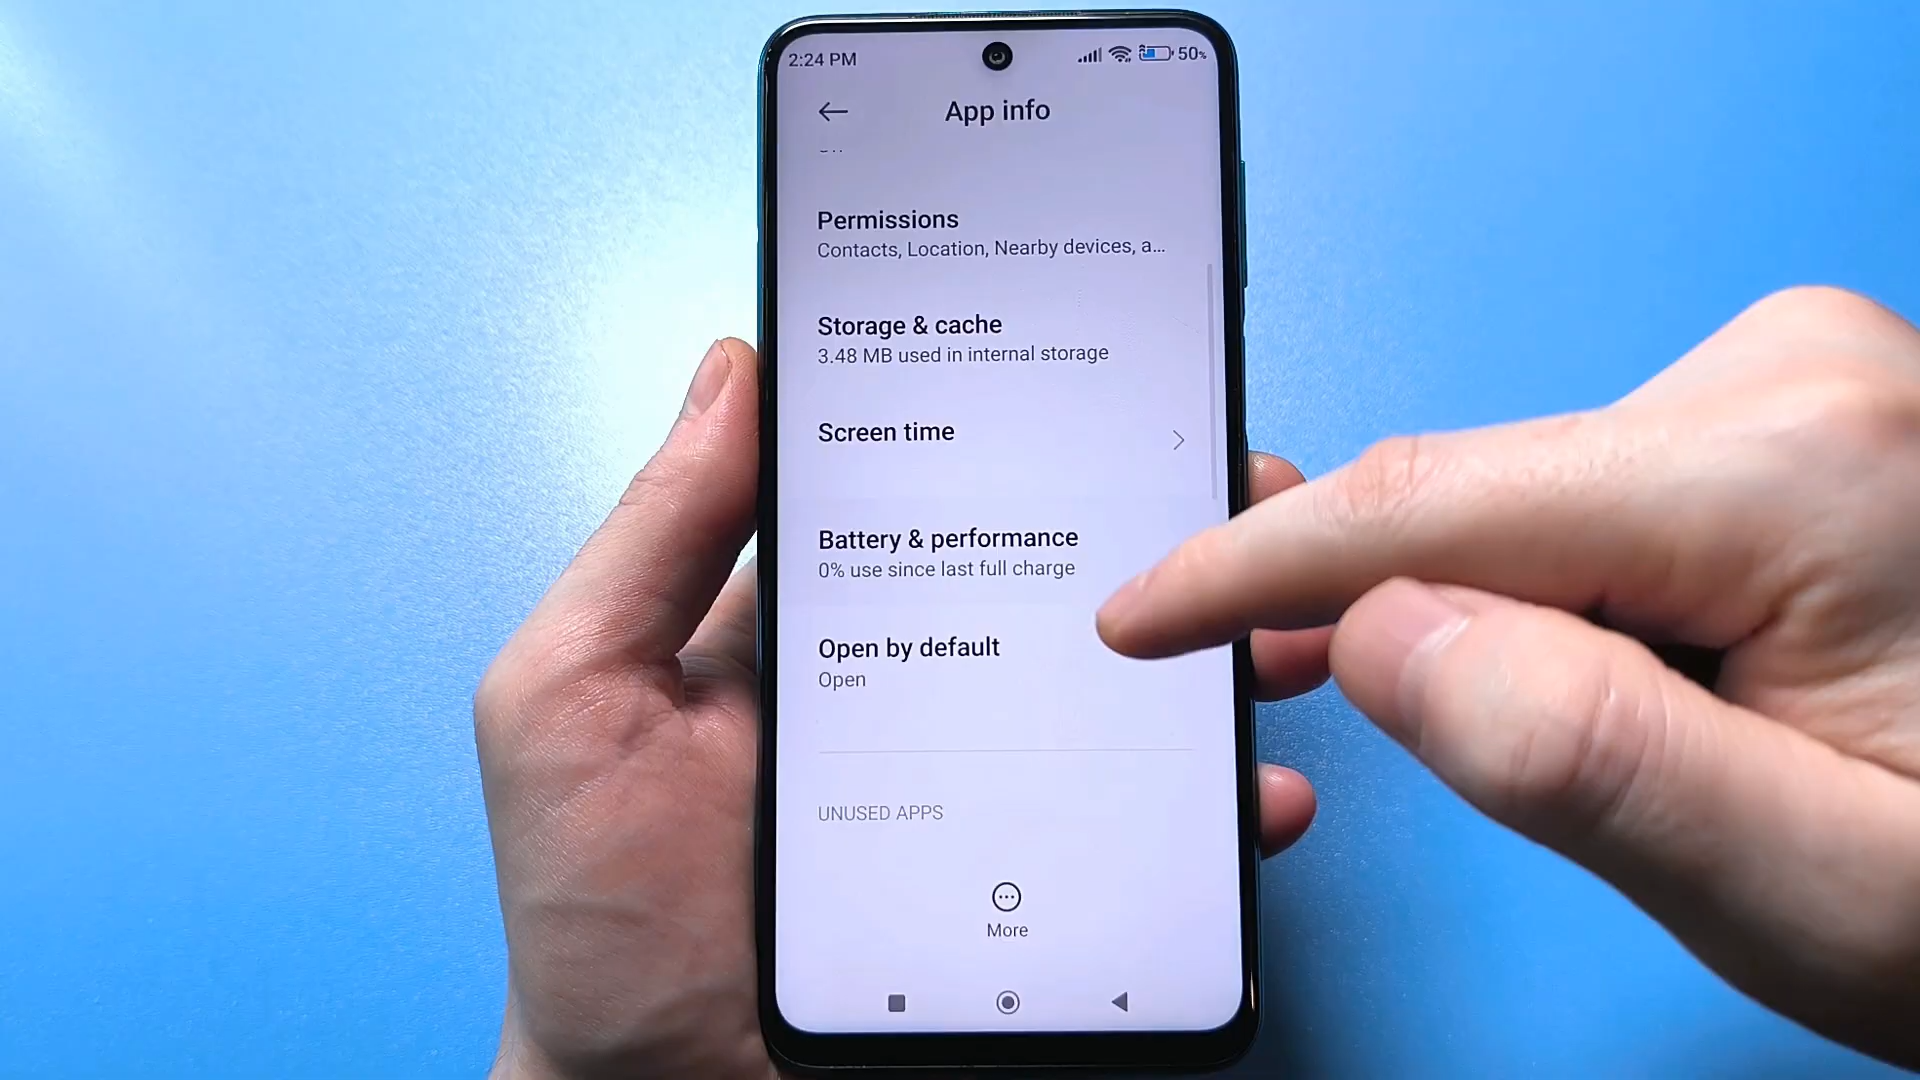 2:24 PM
50%
App info
Permissions
Contacts, Location, Nearby devices, a...
Storage & cache
3.48 MB used in internal storage
Screen time
Battery & performance
0% use since last full charge
Open by default
Open
UNUSED APPS
More